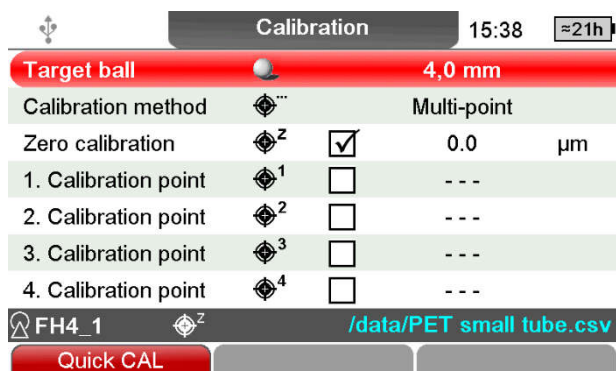 Calibration 15:38 ≈21h
Target ball 4,0 mm
Calibration method ... Multi-point
Zero calibration Z 0.0 µm
1. Calibration point 1 - - -
2. Calibration point 2 - - -
3. Calibration point 3 - - -
4. Calibration point 4 - - -
FH4_1 Z /data/PET small tube.csv
Quick CAL